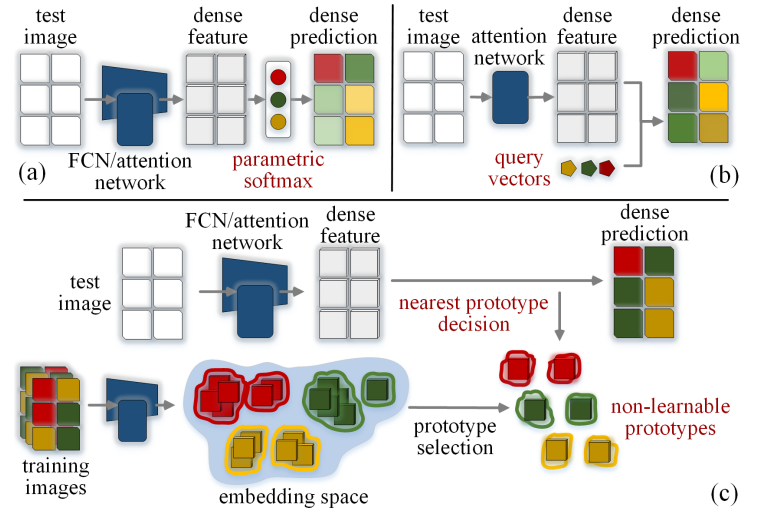 test
image
dense
feature
dense
prediction
FCN/attention
network
parametric
softmax
(a)
test
image
attention
network
dense
feature
dense
prediction
query
vectors
(b)
test
image
FCN/attention
network
dense
feature
dense
prediction
nearest prototype
decision
training
images
embedding space
prototype
selection
non-learnable
prototypes
(c)